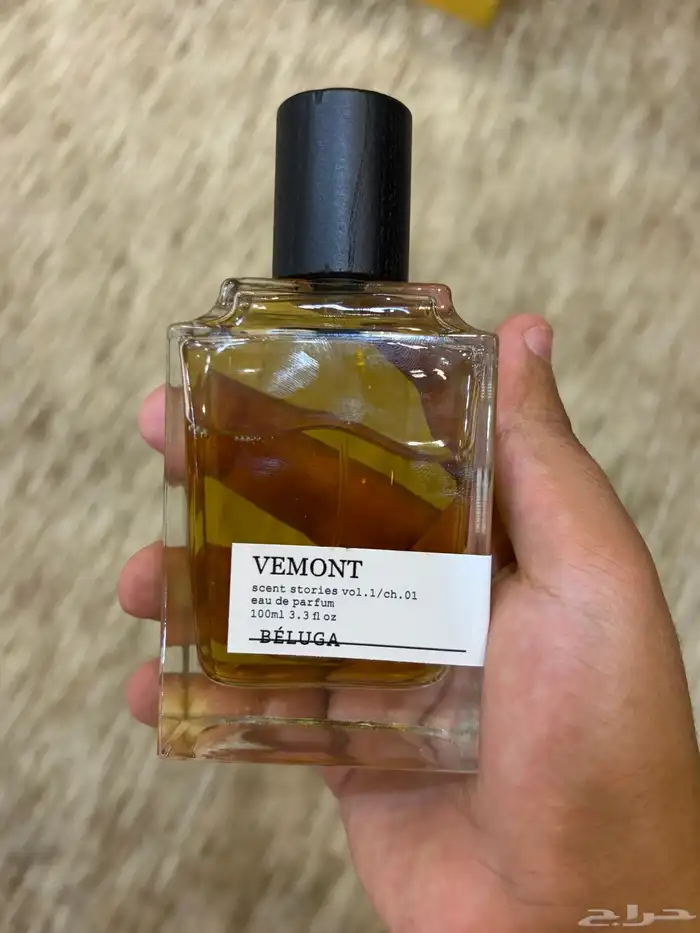 VEMONT
scent stories vol.1/ch.01
eau de parfum
100ml 3.3 fl oz
BÉLUGA
حراج